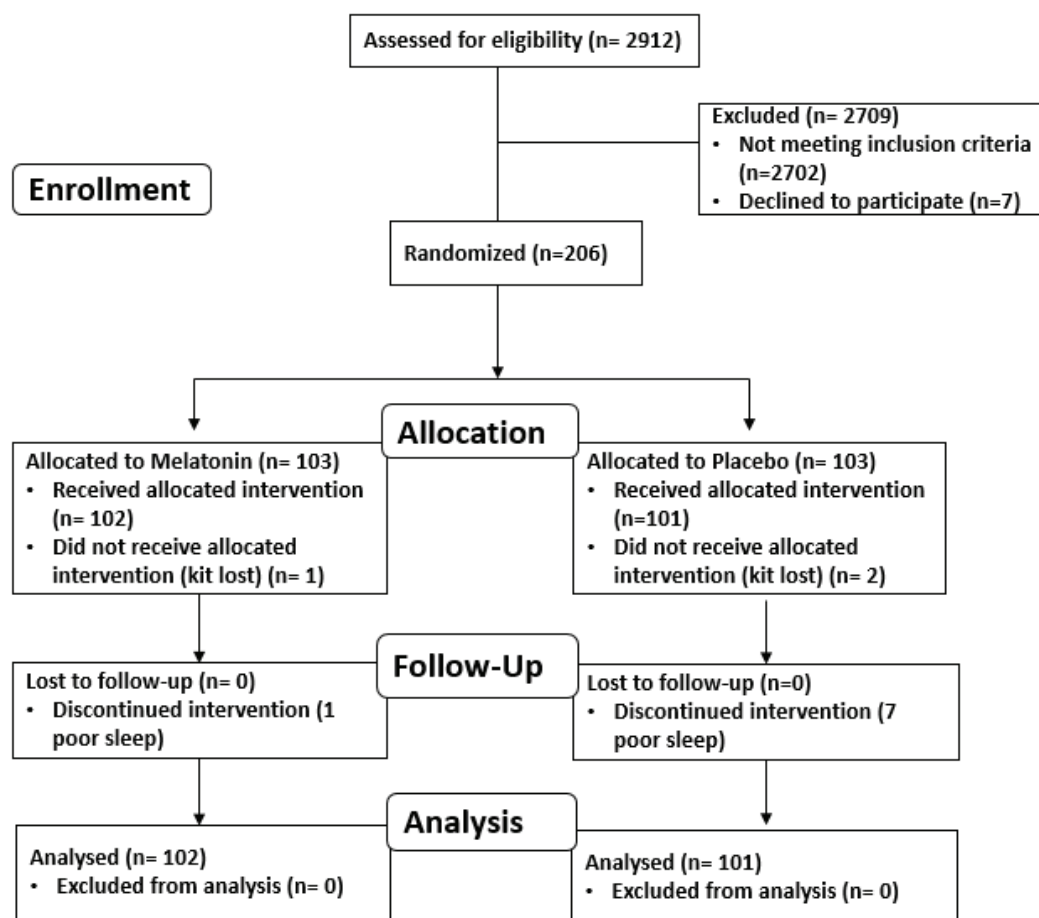 Assessed for eligibility (n= 2912)
Excluded (n= 2709)
• Not meeting inclusion criteria
(n=2702)
• Declined to participate (n=7)
Enrollment
Randomized (n=206)
Allocation
Allocated to Melatonin (n= 103)
• Received allocated intervention
(n= 102)
• Did not receive allocated
intervention (kit lost) (n= 1)
Allocated to Placebo (n= 103)
• Received allocated intervention
(n=101)
• Did not receive allocated
intervention (kit lost) (n= 2)
Follow-Up
Lost to follow-up (n= 0)
• Discontinued intervention (1
poor sleep)
Lost to follow-up (n=0)
• Discontinued intervention (7
poor sleep)
Analysis
Analysed (n= 102)
• Excluded from analysis (n= 0)
Analysed (n= 101)
• Excluded from analysis (n= 0)